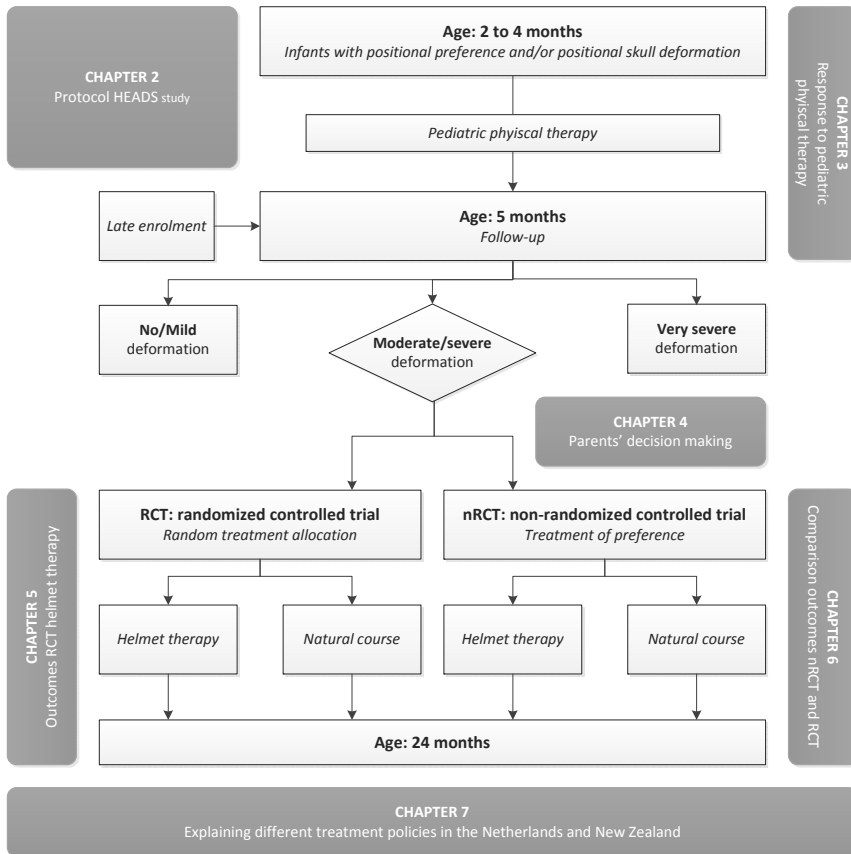 Age: 2 to 4 months
Infants with positional preference and/or positional skull deformation
CHAPTER 2
Protocol HEADS study
CHAPTER 3
Response to pediatric
phyiscal therapy
Pediatric phyiscal therapy
Late enrolment
Age: 5 months
Follow-up
No/Mild
deformation
Moderate/severe
deformation
Very severe
deformation
CHAPTER 4
Parents' decision making
CHAPTER 5
Outcomes RCT helmet therapy
RCT: randomized controlled trial
Random treatment allocation
nRCT: non-randomized controlled trial
Treatment of preference
CHAPTER 6
Comparison outcomes nRCT and RCT
Helmet therapy
Natural course
Helmet therapy
Natural course
Age: 24 months
CHAPTER 7
Explaining different treatment policies in the Netherlands and New Zealand